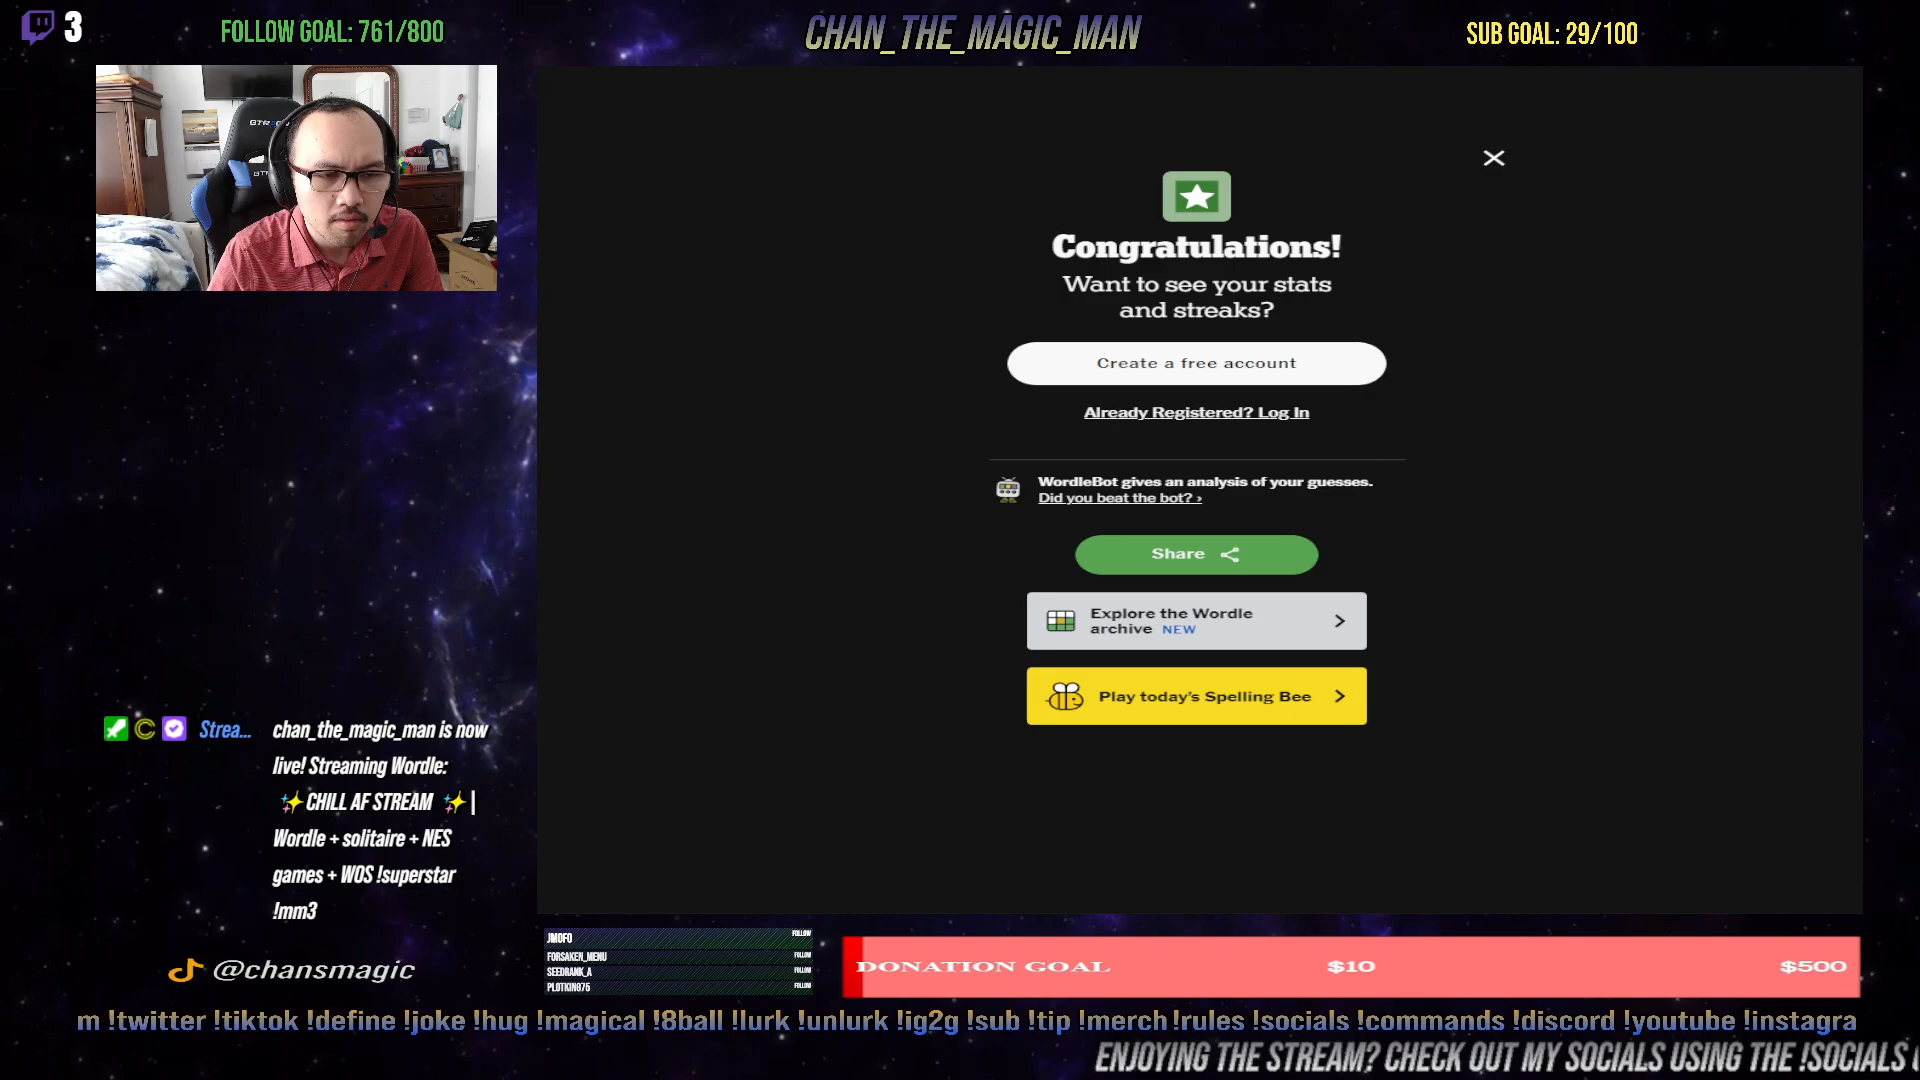 3
FOLLOW GOAL: 761/800
CHAN_THE_MAGIC_MAN
SUB GOAL: 29/100
Congratulations!
Want to see your stats
and streaks?
Create a free account
Already Registered? Log In
WordleBot gives an analysis of your guesses.
Did you beat the bot? ›
Share
Explore the Wordle
archive NEW
Play today's Spelling Bee
Strea... chan_the_magic_man is now
live! Streaming Wordle:
✨ CHILL AF STREAM ✨ |
Wordle + solitaire + NES
games + WOS !superstar
!mm3
@chansmagic
JMOFO FOLLOW
FORSAKEN_MENU FOLLOW
SEEDRANK_A FOLLOW
PLOTKIN975 FOLLOW
DONATION GOAL $10 $500
m !twitter !tiktok !define !joke !hug !magical !8ball !lurk !unlurk !ig2g !sub !tip !merch !rules !socials !commands !discord !youtube !instagra
ENJOYING THE STREAM? CHECK OUT MY SOCIALS USING THE !SOCIALS